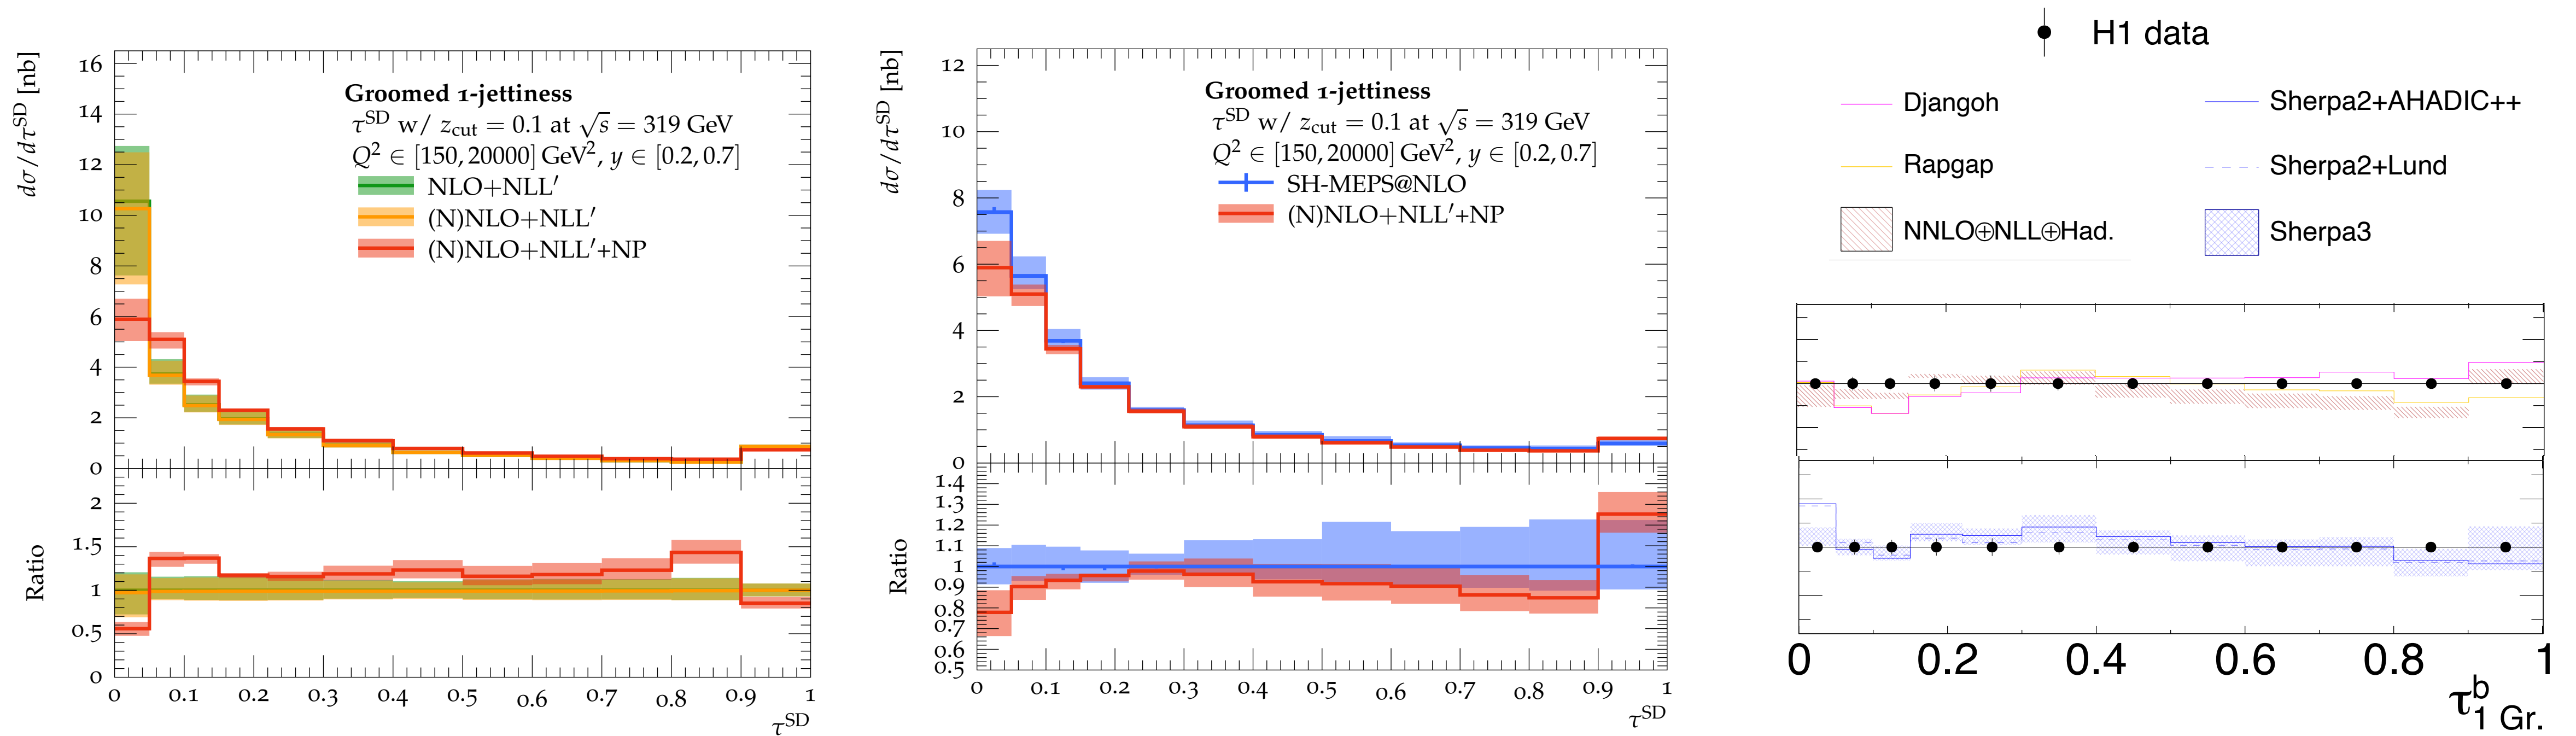 dσ/dτ^SD [nb]
16
14
12
10
8
6
4
2
0
Groomed 1-jettiness
τ^SD w/ z_cut = 0.1 at √s = 319 GeV
Q² ∈ [150, 20000] GeV², y ∈ [0.2, 0.7]
NLO+NLL′
(N)NLO+NLL′
(N)NLO+NLL′+NP
Ratio
2
1.5
1
0.5
0
0 0.1 0.2 0.3 0.4 0.5 0.6 0.7 0.8 0.9 1
τ^SD
dσ/dτ^SD [nb]
12
10
8
6
4
2
0
Groomed 1-jettiness
τ^SD w/ z_cut = 0.1 at √s = 319 GeV
Q² ∈ [150, 20000] GeV², y ∈ [0.2, 0.7]
SH-MEPS@NLO
(N)NLO+NLL′+NP
Ratio
1.4
1.3
1.2
1.1
1
0.9
0.8
0.7
0.6
0.5
0 0.1 0.2 0.3 0.4 0.5 0.6 0.7 0.8 0.9 1
τ^SD
H1 data
Djangoh
Sherpa2+AHADIC++
Rapgap
Sherpa2+Lund
NNLO⊕NLL⊕Had.
Sherpa3
0 0.2 0.4 0.6 0.8 1
τ^b_1 Gr.